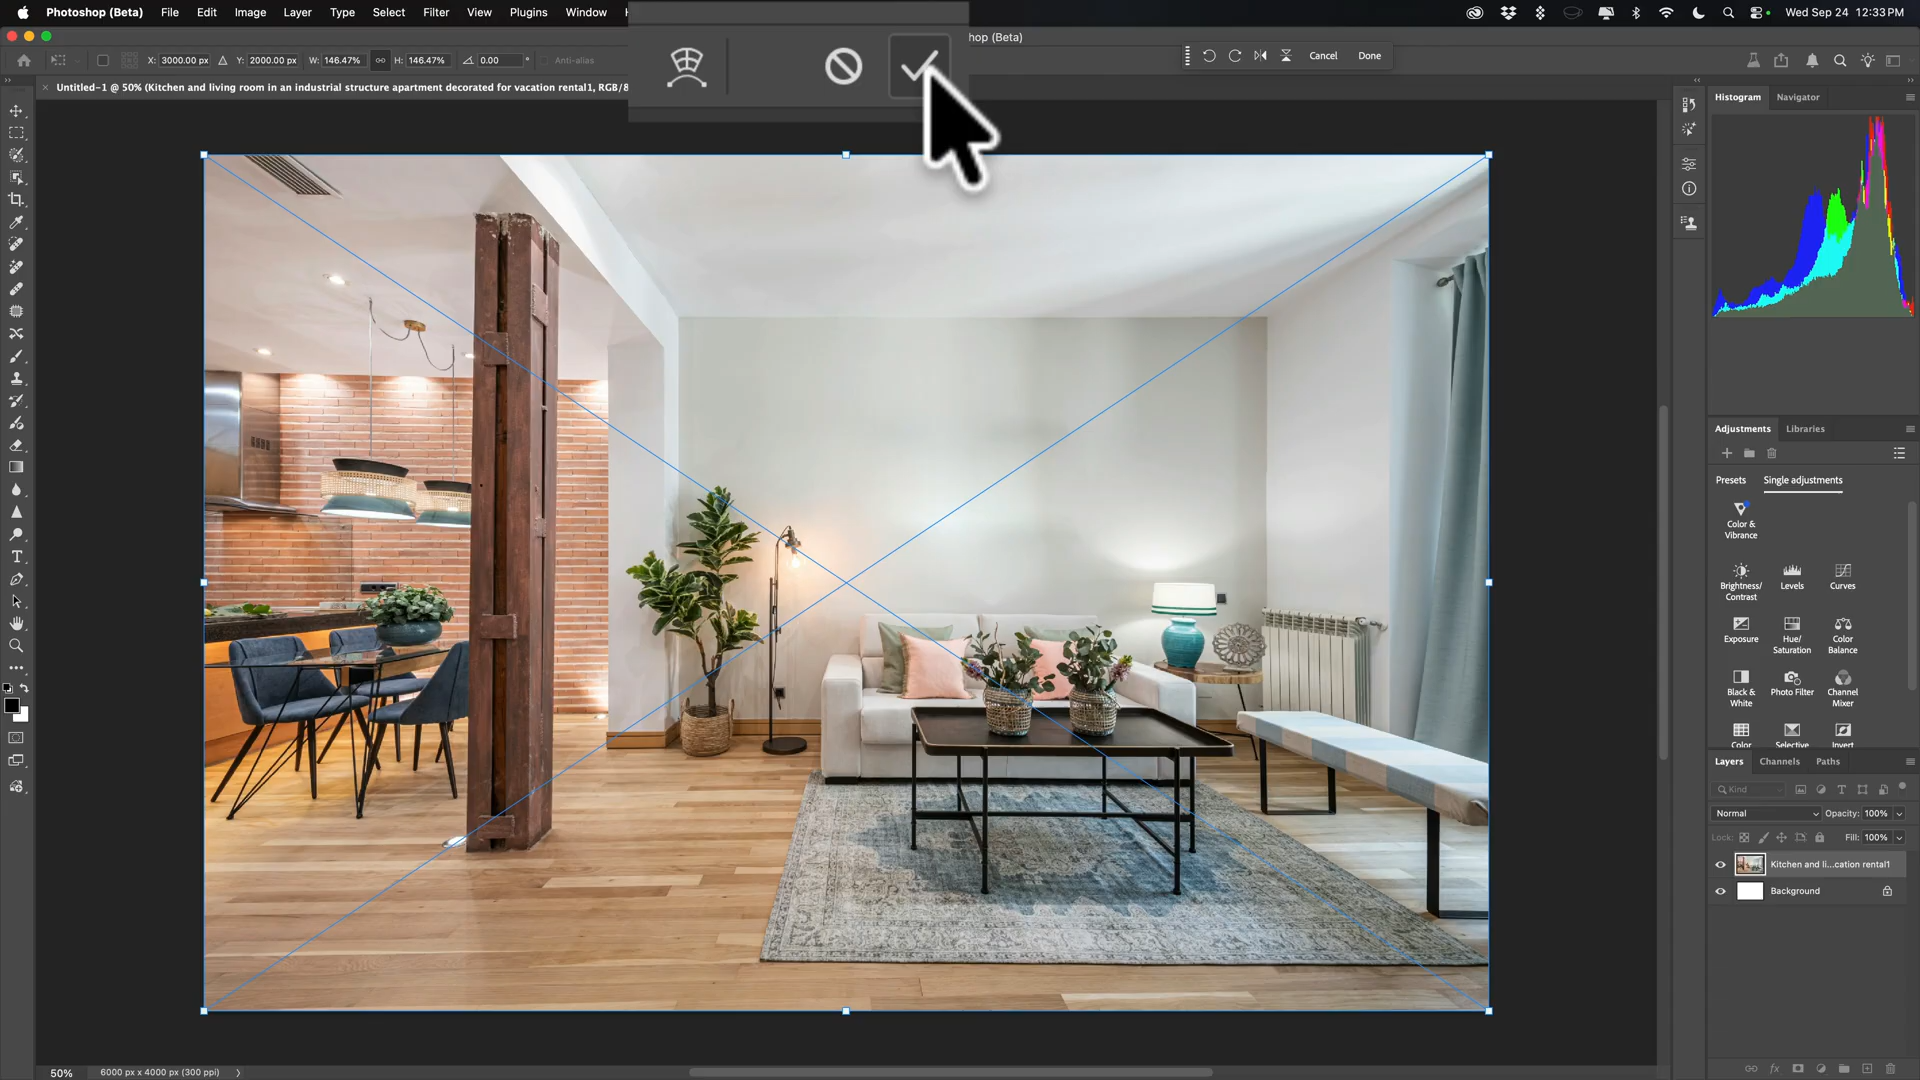 Photoshop (Beta) File Edit Image Layer Type Select Filter View Plugins Window Wed Sep 24 12:33 PM
hop (Beta)
X: 3000.00 px Y: 2000.00 px W: 146.47% H: 146.47% 0.00 ° Anti-alias Cancel Done
Untitled-1 @ 50% (Kitchen and living room in an industrial structure apartment decorated for vacation rental1, RGB/8
Histogram Navigator
Adjustments Libraries
Presets Single adjustments
Color & Vibrance
Brightness/Contrast Levels Curves
Exposure Hue/Saturation Color Balance
Black & White Photo Filter Channel Mixer
Color Selective Invert
Layers Channels Paths
Kind
Normal Opacity: 100%
Lock: Fill: 100%
Kitchen and li...cation rental1
Background
50% 6000 px x 4000 px (300 ppi)